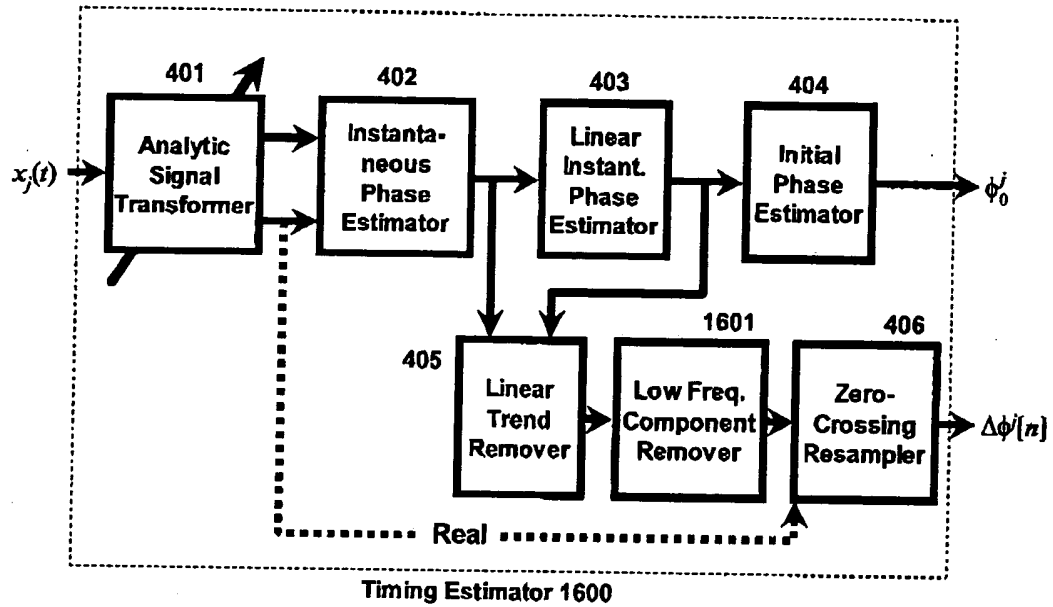 401
402
403
404
x_j(t)
Analytic
Signal
Transformer
Instanta-
neous
Phase
Estimator
Linear
Instant.
Phase
Estimator
Initial
Phase
Estimator
ϕ_0^j
405
1601
406
Linear
Trend
Remover
Low Freq.
Component
Remover
Zero-
Crossing
Resampler
Δϕ^j[n]
Real
Timing Estimator 1600